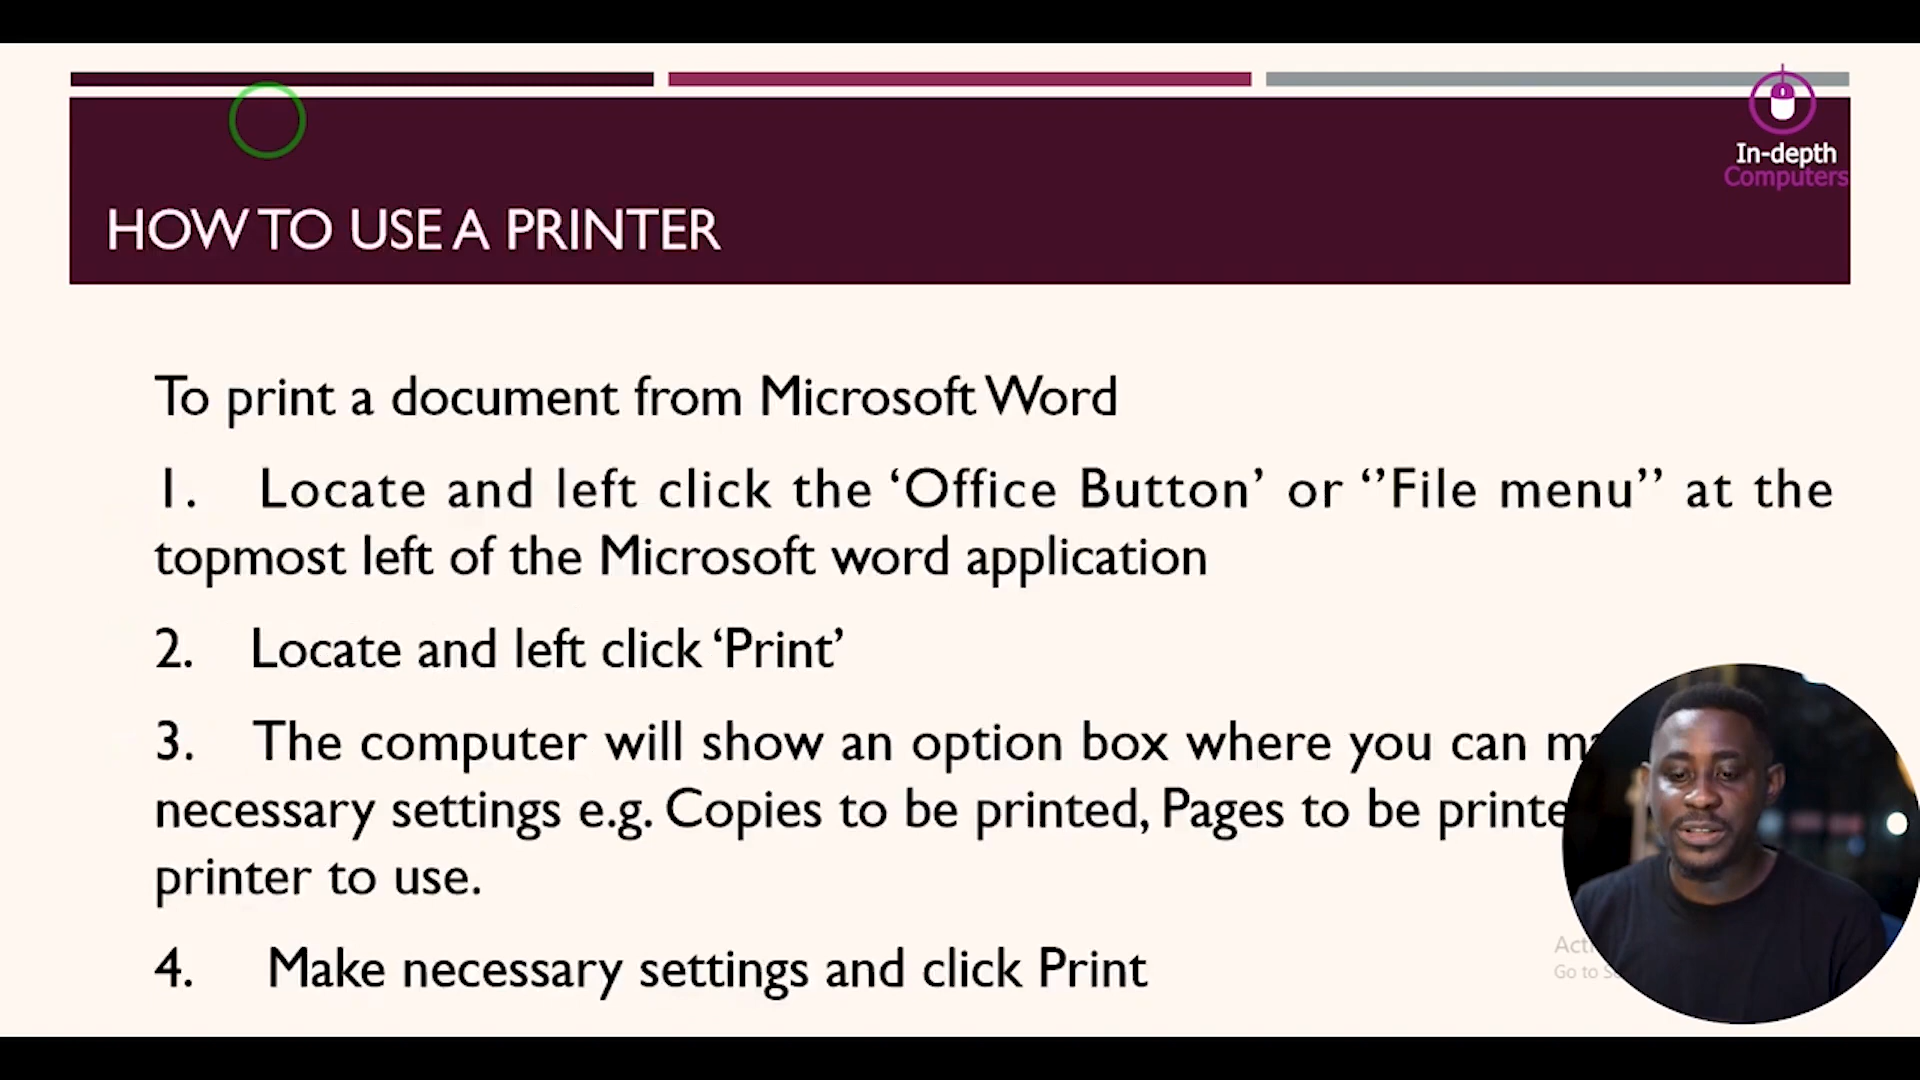 In-depth
Computers
HOW TO USE A PRINTER
To print a document from Microsoft Word
1. Locate and left click the ‘Office Button’ or ‘’File menu’’ at the
topmost left of the Microsoft word application
2. Locate and left click ‘Print’
3. The computer will show an option box where you can
necessary settings e.g. Copies to be printed, Pages to be
printer to use.
4. Make necessary settings and click Print
Go to